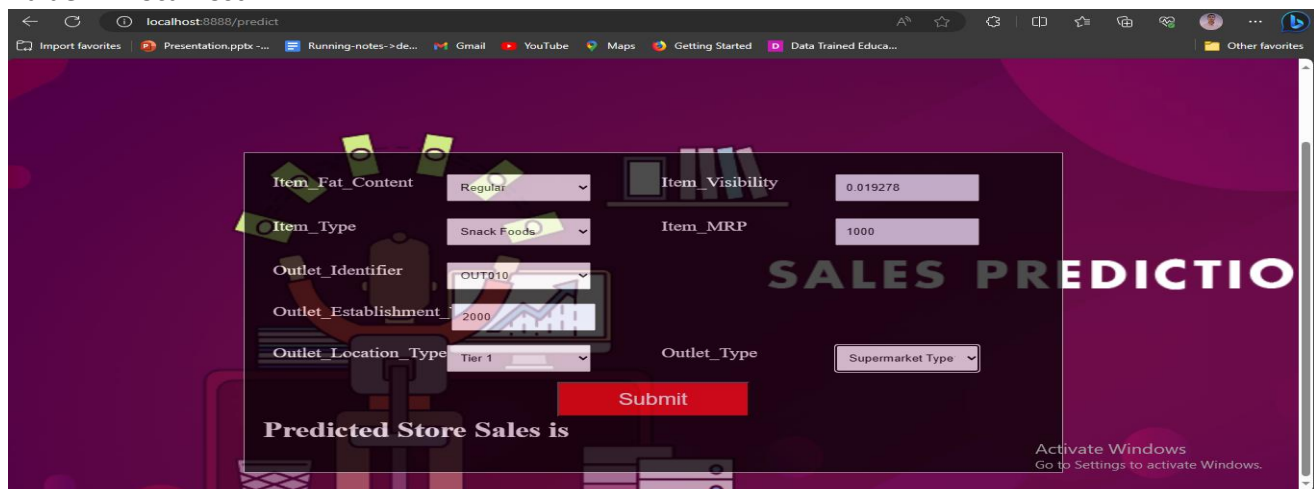 localhost:8888/predict
Import favorites Presentation.pptx -... Running-notes->de... Gmail YouTube Maps Getting Started Data Trained Educa... Other favorites
Item_Fat_Content Regular Item_Visibility 0.019278
Item_Type Snack Foods Item_MRP 1000
Outlet_Identifier OUT010
SALES PREDICTIO
Outlet_Establishment_ 2000
Outlet_Location_Type Tier 1 Outlet_Type Supermarket Type
Submit
Predicted Store Sales is
Activate Windows
Go to Settings to activate Windows.